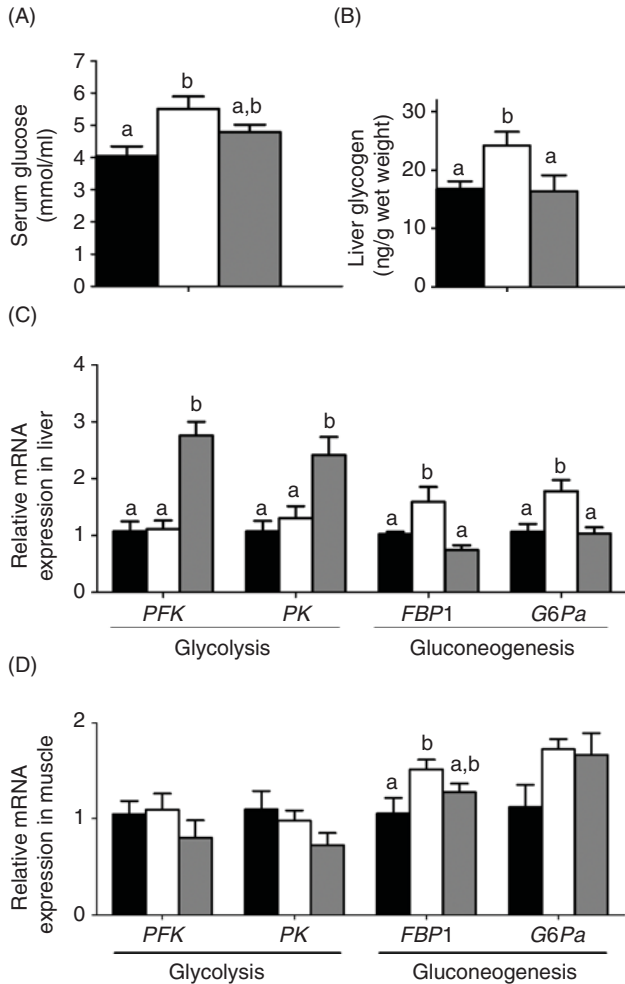 (A)
Serum glucose
(mmol/ml)
7
6
5
4
3
2
1
0
a
b
a,b
(B)
Liver glycogen
(ng/g wet weight)
30
20
10
0
a
b
a
(C)
Relative mRNA
expression in liver
4
3
2
1
0
a a b
a a b
a b a
a b a
PFK PK FBP1 G6Pa
Glycolysis Gluconeogenesis
(D)
Relative mRNA
expression in muscle
2
1
0
a b a,b
PFK PK FBP1 G6Pa
Glycolysis Gluconeogenesis